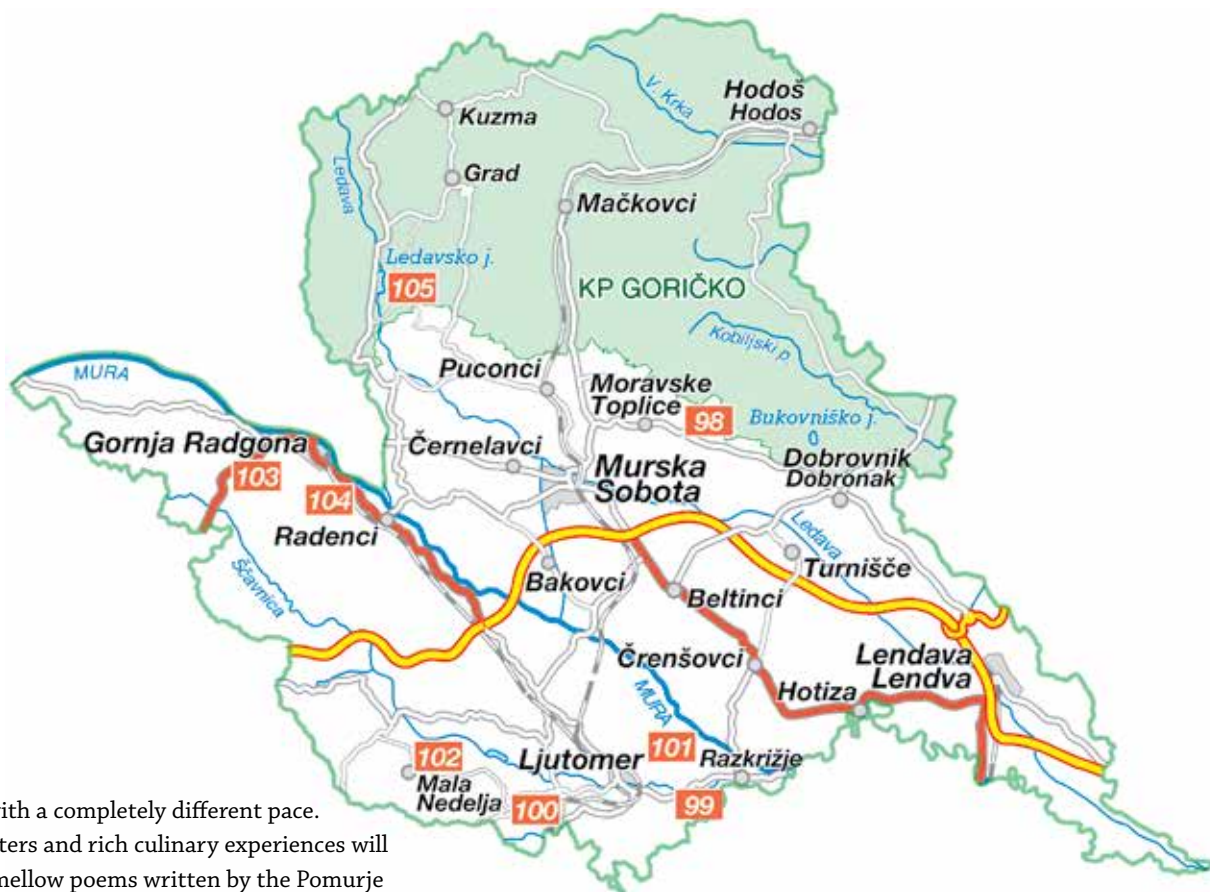 Hodoš
Hodos
V. Krka
Kuzma
Ledava
Grad
Mačkovci
Ledavsko j.
105
KP GORIČKO
Kobiljski p.
MURA
Puconci
Moravske
Toplice
98
Bukovniško j.
Gornja Radgona
103
Černelavci
Murska
Sobota
Dobrovnik
Dobronak
104
Radenci
Ledava
Ščavnica
Bakovci
Turnišče
Beltinci
Črenšovci
Lendava
Lendva
Hotiza
MURA
101
102
Ljutomer
Razkrižje
Mala
Nedelja
100
99
with a completely different pace.
ters and rich culinary experiences will
mellow poems written by the Pomurje